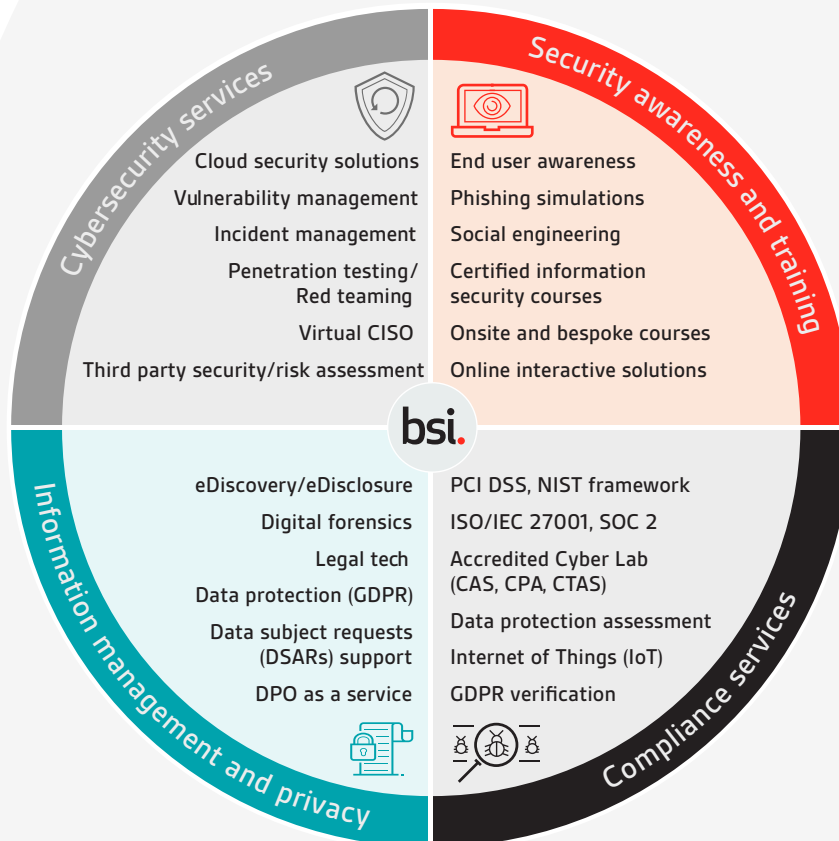 Cybersecurity services
Cloud security solutions
Vulnerability management
Incident management
Penetration testing/
Red teaming
Virtual CISO
Third party security/risk assessment
Security awareness and training
End user awareness
Phishing simulations
Social engineering
Certified information
security courses
Onsite and bespoke courses
Online interactive solutions
bsi.
Information management and privacy
eDiscovery/eDisclosure
Digital forensics
Legal tech
Data protection (GDPR)
Data subject requests
(DSARs) support
DPO as a service
Compliance services
PCI DSS, NIST framework
ISO/IEC 27001, SOC 2
Accredited Cyber Lab
(CAS, CPA, CTAS)
Data protection assessment
Internet of Things (IoT)
GDPR verification